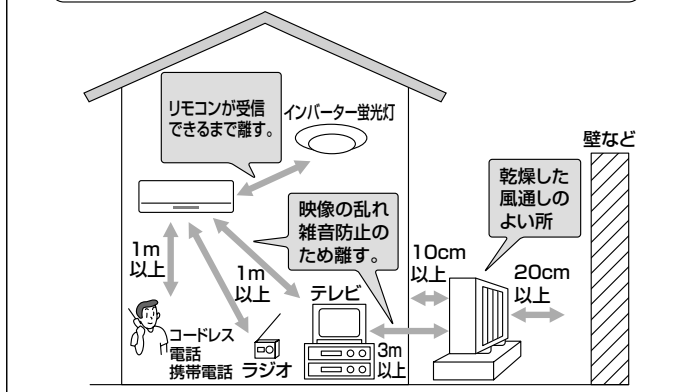 リモコンが受信
できるまで離す。
インバーター蛍光灯
壁など
乾燥した
風通しの
よい所
映像の乱れ
雑音防止の
ため離す。
1m
以上
1m
以上
10cm
以上
20cm
以上
テレビ
コードレス
電話
携帯電話
ラジオ
3m
以上